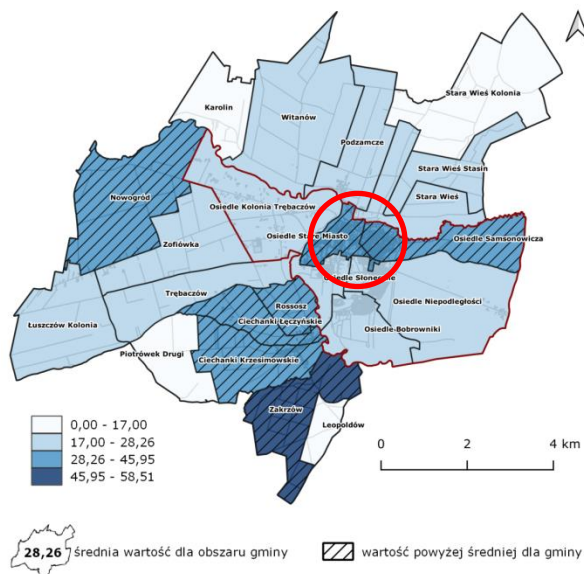 Stara Wieś Kolonia
Karolin
Witanów
Podzamcze
Stara Wieś Stasin
Nowogród
Stara Wieś
Osiedle Kolonia Trębaczów
Osiedle Stare Miasto
Osiedle Samsonowicza
Zofiówka
Osiedle Słoneczne
Trębaczów
Osiedle Niepodległości
Rossosz
Łuszczów Kolonia
Ciechanki Łęczyńskie
Osiedle Bobrowniki
Piotrówek Drugi
Ciechanki Krzesimowskie
Zakrzów
Leopoldów
0,00 - 17,00
17,00 - 28,26
28,26 - 45,95
45,95 - 58,51
0 2 4 km
28,26 średnia wartość dla obszaru gminy
wartość powyżej średniej dla gminy